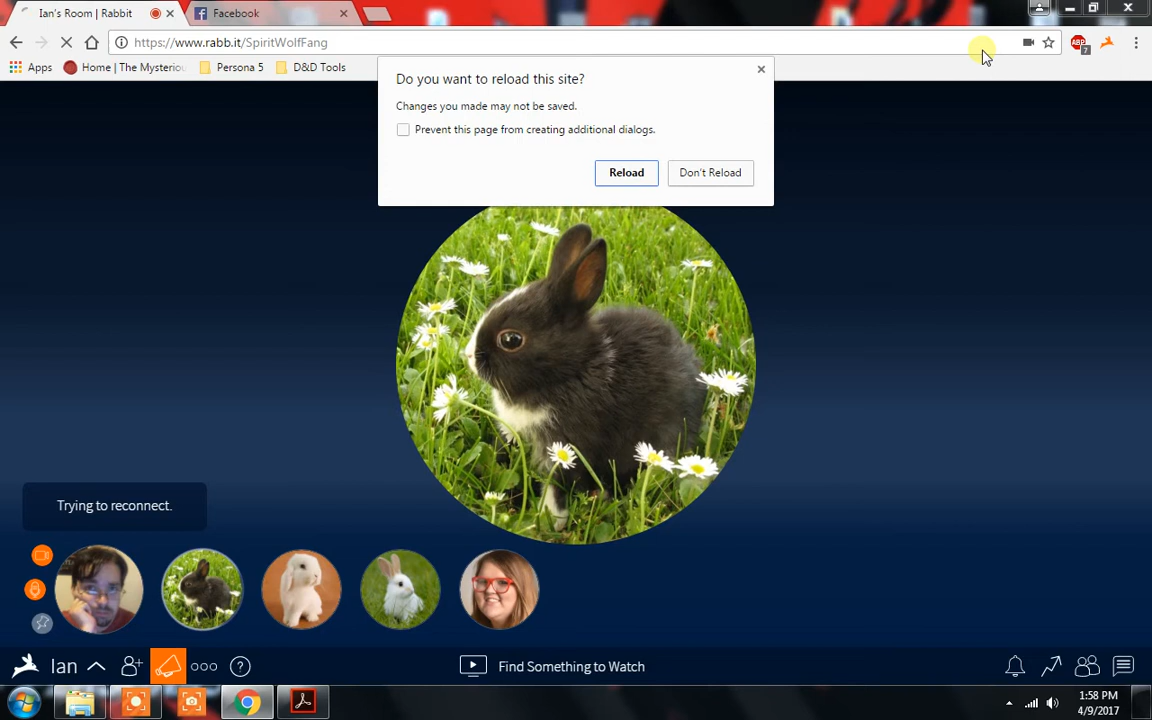 Ian's Room | Rabbit
Facebook
https://www.rabb.it/SpiritWolfFang
ABP
7
Apps
Home | The Mysteriou
Persona 5
D&D Tools
Do you want to reload this site?
Changes you made may not be saved.
Prevent this page from creating additional dialogs.
Reload
Don't Reload
Trying to reconnect.
Ian
Find Something to Watch
1:58 PM
4/9/2017